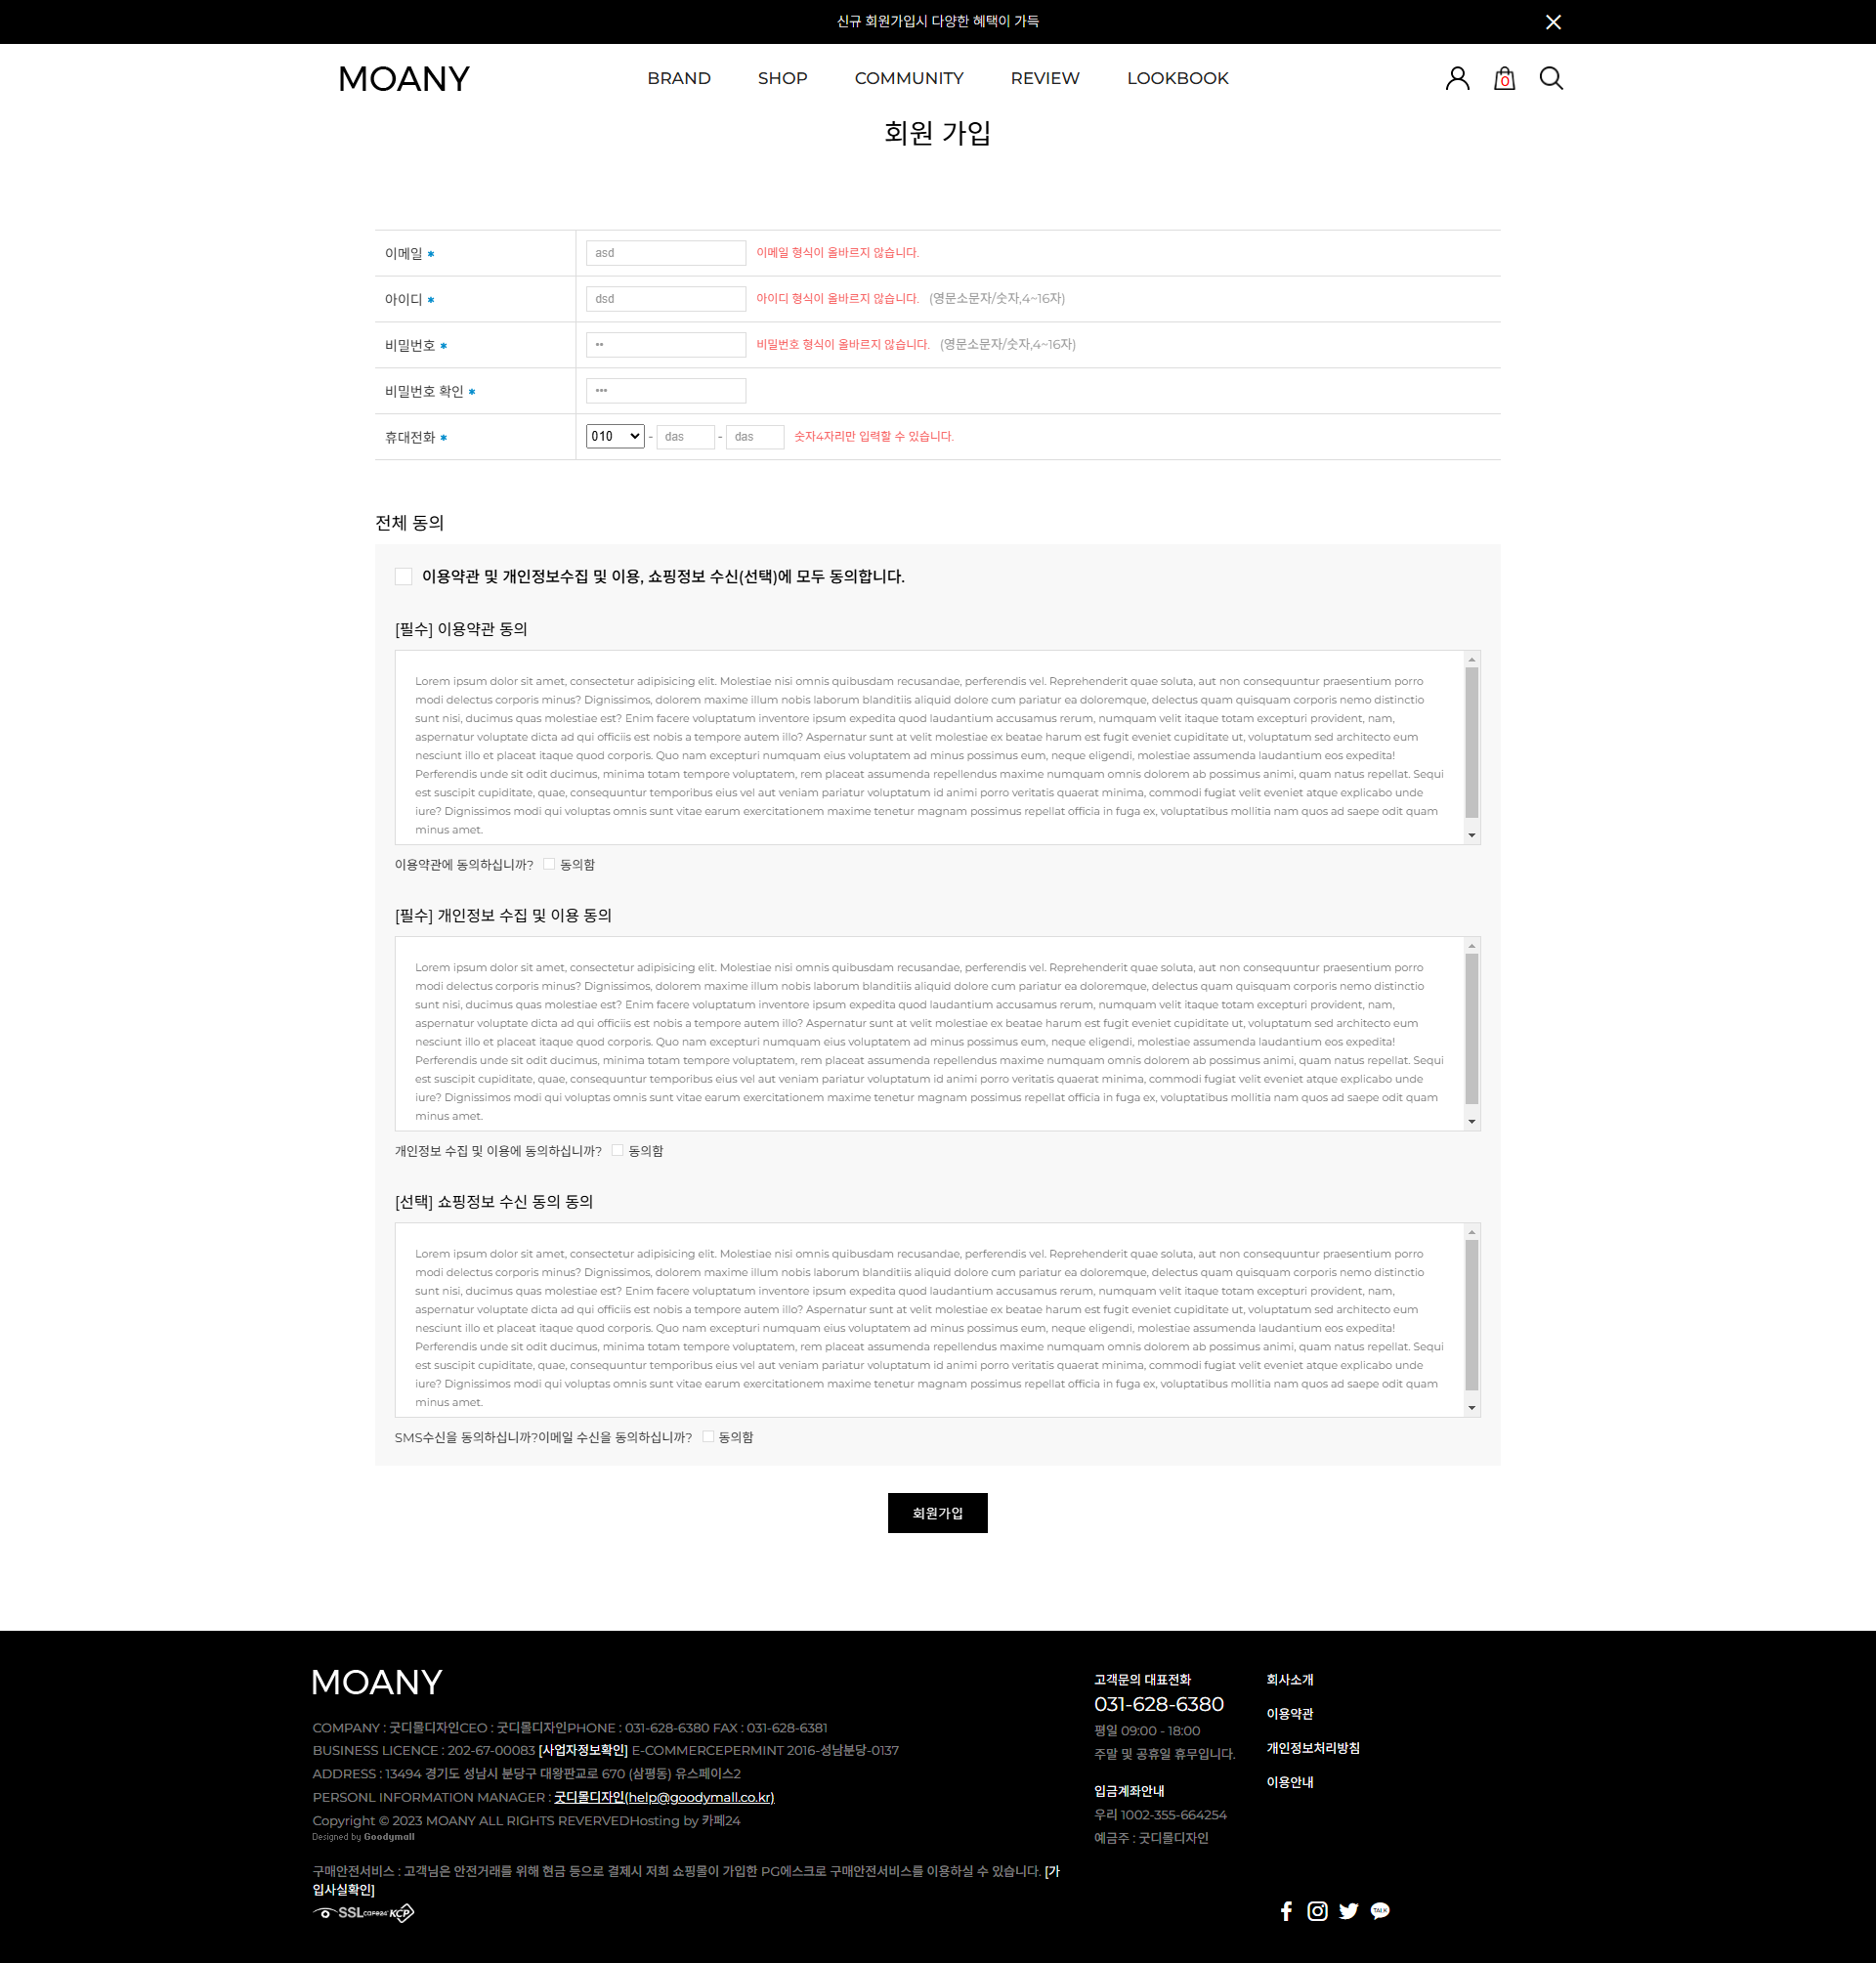 신규 회원가입시 다양한 혜택이 가득
MOANY
BRAND SHOP COMMUNITY REVIEW LOOKBOOK
0
회원 가입
이메일 * asd 이메일 형식이 올바르지 않습니다.
아이디 * dsd 아이디 형식이 올바르지 않습니다. (영문소문자/숫자,4~16자)
비밀번호 * •• 비밀번호 형식이 올바르지 않습니다. (영문소문자/숫자,4~16자)
비밀번호 확인 * •••
휴대전화 * 010 - das - das 숫자4자리만 입력할 수 있습니다.
전체 동의
이용약관 및 개인정보수집 및 이용, 쇼핑정보 수신(선택)에 모두 동의합니다.
[필수] 이용약관 동의
Lorem ipsum dolor sit amet, consectetur adipisicing elit. Molestiae nisi omnis quibusdam recusandae, perferendis vel. Reprehenderit quae soluta, aut non consequuntur praesentium porro
modi delectus corporis minus? Dignissimos, dolorem maxime illum nobis laborum blanditiis aliquid dolore cum pariatur ea doloremque, delectus quam quisquam corporis nemo distinctio
sunt nisi, ducimus quas molestiae est? Enim facere voluptatum inventore ipsum expedita quod laudantium accusamus rerum, numquam velit itaque totam excepturi provident, nam,
aspernatur voluptate dicta ad qui officiis est nobis a tempore autem illo? Aspernatur sunt at velit molestiae ex beatae harum est fugit eveniet cupiditate ut, voluptatum sed architecto eum
nesciunt illo et placeat itaque quod corporis. Quo nam excepturi numquam eius voluptatem ad minus possimus eum, neque eligendi, molestiae assumenda laudantium eos expedita!
Perferendis unde sit odit ducimus, minima totam tempore voluptatem, rem placeat assumenda repellendus maxime numquam omnis dolorem ab possimus animi, quam natus repellat. Sequi
est suscipit cupiditate, quae, consequuntur temporibus eius vel aut veniam pariatur voluptatum id animi porro veritatis quaerat minima, commodi fugiat velit eveniet atque explicabo unde
iure? Dignissimos modi qui voluptas omnis sunt vitae earum exercitationem maxime tenetur magnam possimus repellat officia in fuga ex, voluptatibus mollitia nam quos ad saepe odit quam
minus amet.
이용약관에 동의하십니까? 동의함
[필수] 개인정보 수집 및 이용 동의
Lorem ipsum dolor sit amet, consectetur adipisicing elit. Molestiae nisi omnis quibusdam recusandae, perferendis vel. Reprehenderit quae soluta, aut non consequuntur praesentium porro
modi delectus corporis minus? Dignissimos, dolorem maxime illum nobis laborum blanditiis aliquid dolore cum pariatur ea doloremque, delectus quam quisquam corporis nemo distinctio
sunt nisi, ducimus quas molestiae est? Enim facere voluptatum inventore ipsum expedita quod laudantium accusamus rerum, numquam velit itaque totam excepturi provident, nam,
aspernatur voluptate dicta ad qui officiis est nobis a tempore autem illo? Aspernatur sunt at velit molestiae ex beatae harum est fugit eveniet cupiditate ut, voluptatum sed architecto eum
nesciunt illo et placeat itaque quod corporis. Quo nam excepturi numquam eius voluptatem ad minus possimus eum, neque eligendi, molestiae assumenda laudantium eos expedita!
Perferendis unde sit odit ducimus, minima totam tempore voluptatem, rem placeat assumenda repellendus maxime numquam omnis dolorem ab possimus animi, quam natus repellat. Sequi
est suscipit cupiditate, quae, consequuntur temporibus eius vel aut veniam pariatur voluptatum id animi porro veritatis quaerat minima, commodi fugiat velit eveniet atque explicabo unde
iure? Dignissimos modi qui voluptas omnis sunt vitae earum exercitationem maxime tenetur magnam possimus repellat officia in fuga ex, voluptatibus mollitia nam quos ad saepe odit quam
minus amet.
개인정보 수집 및 이용에 동의하십니까? 동의함
[선택] 쇼핑정보 수신 동의 동의
Lorem ipsum dolor sit amet, consectetur adipisicing elit. Molestiae nisi omnis quibusdam recusandae, perferendis vel. Reprehenderit quae soluta, aut non consequuntur praesentium porro
modi delectus corporis minus? Dignissimos, dolorem maxime illum nobis laborum blanditiis aliquid dolore cum pariatur ea doloremque, delectus quam quisquam corporis nemo distinctio
sunt nisi, ducimus quas molestiae est? Enim facere voluptatum inventore ipsum expedita quod laudantium accusamus rerum, numquam velit itaque totam excepturi provident, nam,
aspernatur voluptate dicta ad qui officiis est nobis a tempore autem illo? Aspernatur sunt at velit molestiae ex beatae harum est fugit eveniet cupiditate ut, voluptatum sed architecto eum
nesciunt illo et placeat itaque quod corporis. Quo nam excepturi numquam eius voluptatem ad minus possimus eum, neque eligendi, molestiae assumenda laudantium eos expedita!
Perferendis unde sit odit ducimus, minima totam tempore voluptatem, rem placeat assumenda repellendus maxime numquam omnis dolorem ab possimus animi, quam natus repellat. Sequi
est suscipit cupiditate, quae, consequuntur temporibus eius vel aut veniam pariatur voluptatum id animi porro veritatis quaerat minima, commodi fugiat velit eveniet atque explicabo unde
iure? Dignissimos modi qui voluptas omnis sunt vitae earum exercitationem maxime tenetur magnam possimus repellat officia in fuga ex, voluptatibus mollitia nam quos ad saepe odit quam
minus amet.
SMS수신을 동의하십니까?이메일 수신을 동의하십니까? 동의함
회원가입
MOANY
COMPANY : 굿디몰디자인CEO : 굿디몰디자인PHONE : 031-628-6380 FAX : 031-628-6381
BUSINESS LICENCE : 202-67-00083 [사업자정보확인] E-COMMERCEPERMINT 2016-성남분당-0137
ADDRESS : 13494 경기도 성남시 분당구 대왕판교로 670 (삼평동) 유스페이스2
PERSONL INFORMATION MANAGER : 굿디몰디자인(help@goodymall.co.kr)
Copyright © 2023 MOANY ALL RIGHTS REVERVEDHosting by 카페24
Designed by Goodymall
구매안전서비스 : 고객님은 안전거래를 위해 현금 등으로 결제시 저희 쇼핑몰이 가입한 PG에스크로 구매안전서비스를 이용하실 수 있습니다. [가
입사실확인]
SSL cafe24 KCP
고객문의 대표전화
031-628-6380
평일 09:00 - 18:00
주말 및 공휴일 휴무입니다.
입금계좌안내
우리 1002-355-664254
예금주 : 굿디몰디자인
회사소개
이용약관
개인정보처리방침
이용안내
TALK